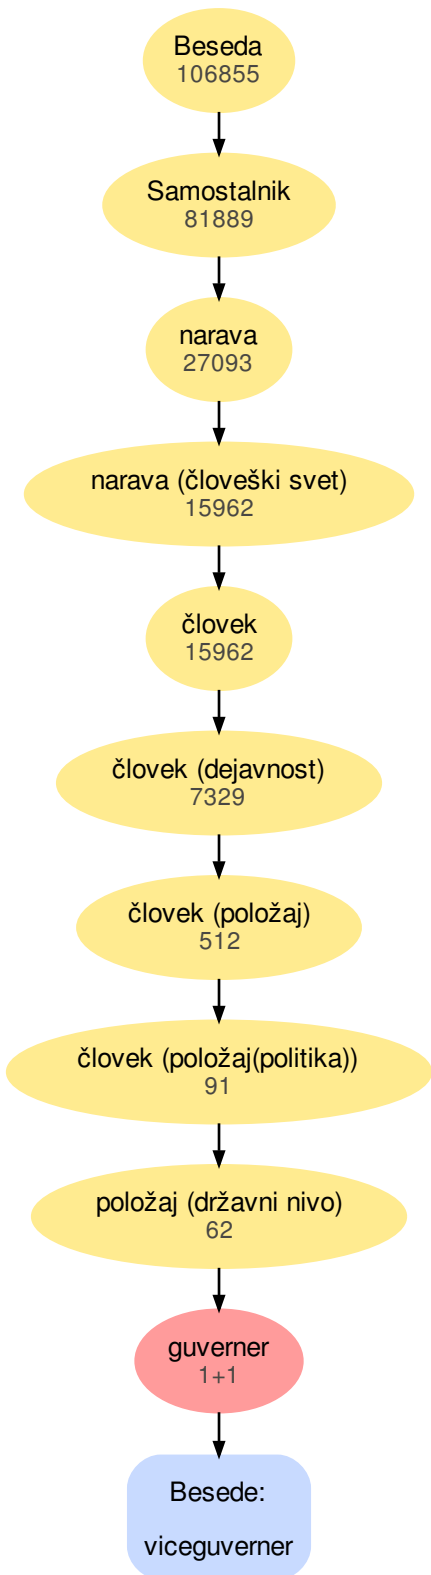 Beseda
106855
Samostalnik
81889
narava
27093
narava (človeški svet)
15962
človek
15962
človek (dejavnost)
7329
človek (položaj)
512
človek (položaj(politika))
91
položaj (državni nivo)
62
guverner
1+1
Besede:
viceguverner